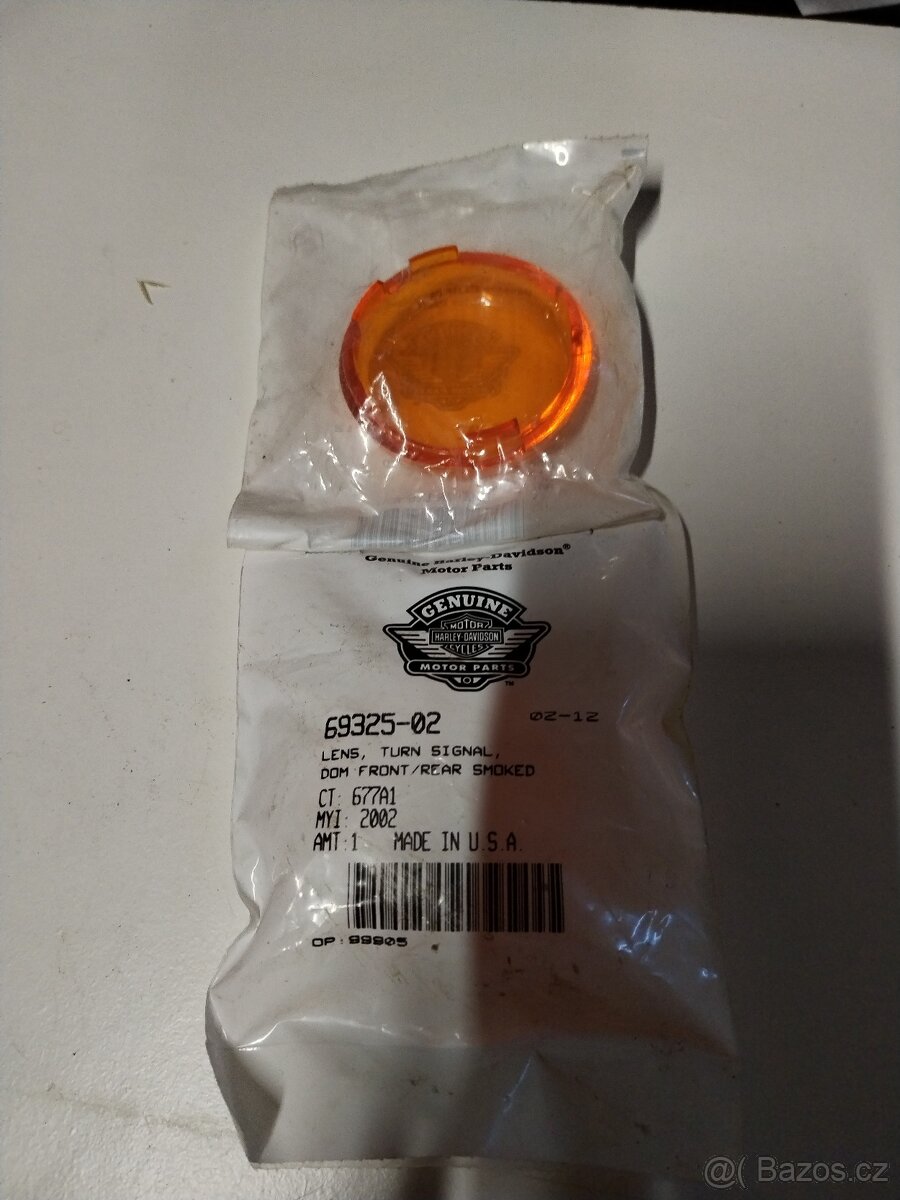 Genuine Harley-Davidson®
Motor Parts
GENUINE
MOTOR
HARLEY-DAVIDSON
CYCLES
MOTOR PARTS
TM
69325-02 02-12
LENS, TURN SIGNAL,
DOM FRONT/REAR SMOKED
CT: 677A1
MYI: 2002
AMT:1 MADE IN U.S.A.
OP:99905
@( Bazos.cz